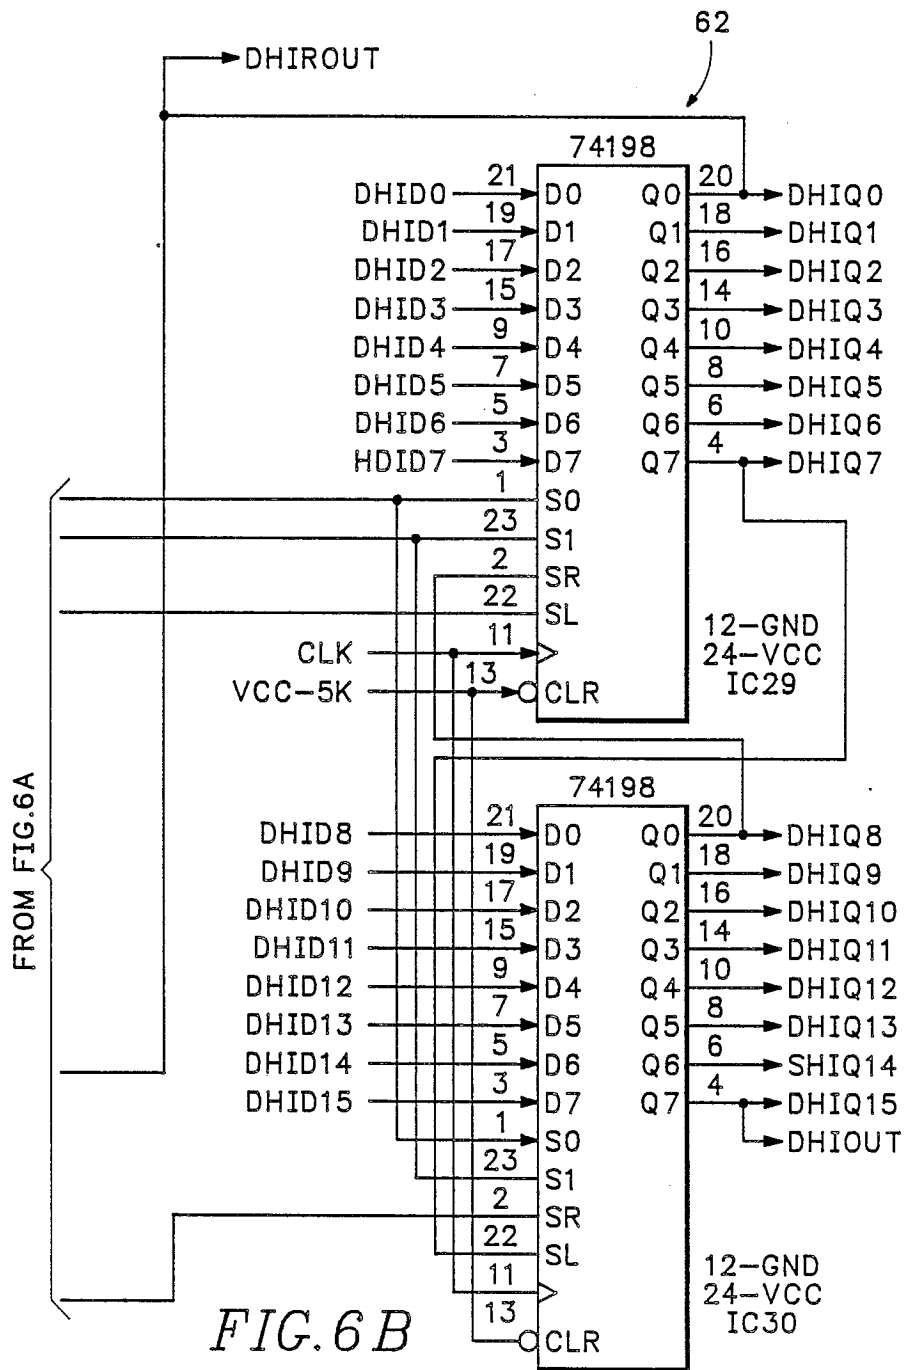 62
DHIROUT
74198
DHID0 21 D0 Q0 20 DHIQ0
DHID1 19 D1 Q1 18 DHIQ1
DHID2 17 D2 Q2 16 DHIQ2
DHID3 15 D3 Q3 14 DHIQ3
DHID4 9 D4 Q4 10 DHIQ4
DHID5 7 D5 Q5 8 DHIQ5
DHID6 5 D6 Q6 6 DHIQ6
HDID7 3 D7 Q7 4 DHIQ7
1 S0
23 S1
2 SR
22 SL
12-GND
CLK 11
24-VCC
VCC-5K 13 CLR
IC29
FROM FIG.6A
74198
DHID8 21 D0 Q0 20 DHIQ8
DHID9 19 D1 Q1 18 DHIQ9
DHID10 17 D2 Q2 16 DHIQ10
DHID11 15 D3 Q3 14 DHIQ11
DHID12 9 D4 Q4 10 DHIQ12
DHID13 7 D5 Q5 8 DHIQ13
DHID14 5 D6 Q6 6 SHIQ14
DHID15 3 D7 Q7 4 DHIQ15
1 S0 DHIOUT
23 S1
2 SR
22 SL
12-GND
11
24-VCC
13 CLR
IC30
FIG.6B